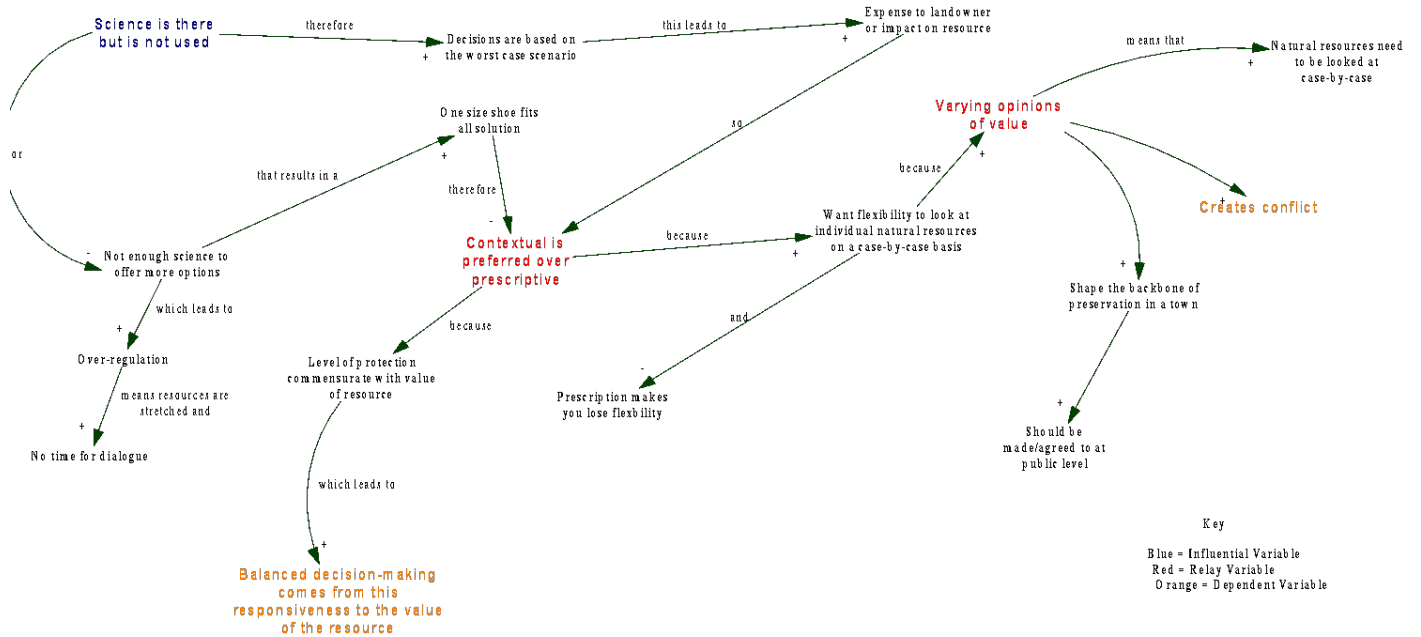 Science is there
but is not used
therefore
Decisions are based on
the worst case scenario
+
this leads to
Expense to landowner
or impact on resource
+
means that
Natural resources need
to be looked at
case-by-case
+
Varying opinions
of value
+
One size shoe fits
all solution
+
or
that results in a
so
therefore
-
because
Creates conflict
+
Want flexibility to look at
individual natural resources
on a case-by-case basis
+
because
Contextual is
preferred over
prescriptive
-
Not enough science to
offer more options
+
Shape the backbone of
preservation in a town
which leads to
+
and
because
Over-regulation
Level of protection
commensurate with value
of resource
-
Prescription makes
you lose flexbility
means resources are
stretched and
+
No time for dialogue
+
Should be
made/agreed to at
public level
which leads to
+
Balanced decision-making
comes from this
responsiveness to the value
of the resource
Key
Blue = Influential Variable
Red = Relay Variable
Orange = Dependent Variable